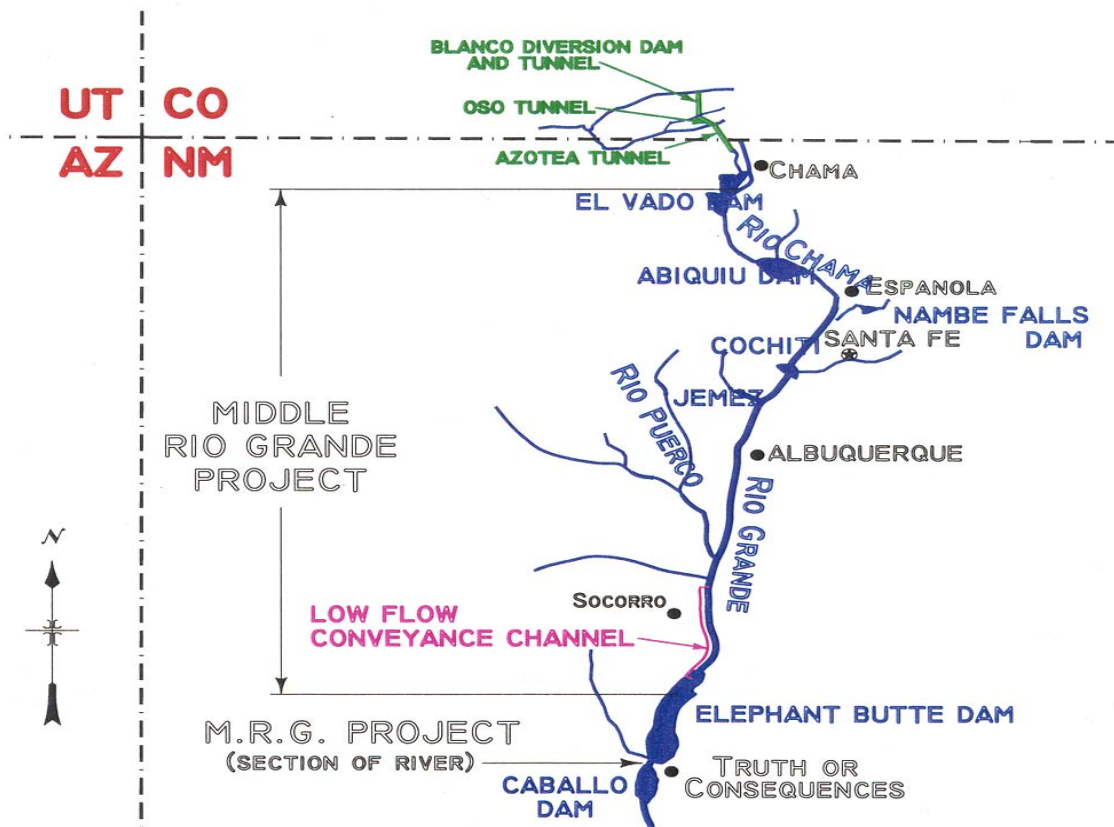 BLANCO DIVERSION DAM
AND TUNNEL
UT CO
OSO TUNNEL
AZ NM
AZOTEA TUNNEL
CHAMA
EL VADO DAM
RIO CHAMA
ABIQUIU DAM
ESPANOLA
NAMBE FALLS
DAM
COCHITI
SANTA FE
RIO PUERCO
JEMEZ
MIDDLE
RIO GRANDE
PROJECT
ALBUQUERQUE
RIO GRANDE
N
SOCORRO
LOW FLOW
CONVEYANCE CHANNEL
ELEPHANT BUTTE DAM
M.R.G. PROJECT
(SECTION OF RIVER)
TRUTH OR
CONSEQUENCES
CABALLO
DAM